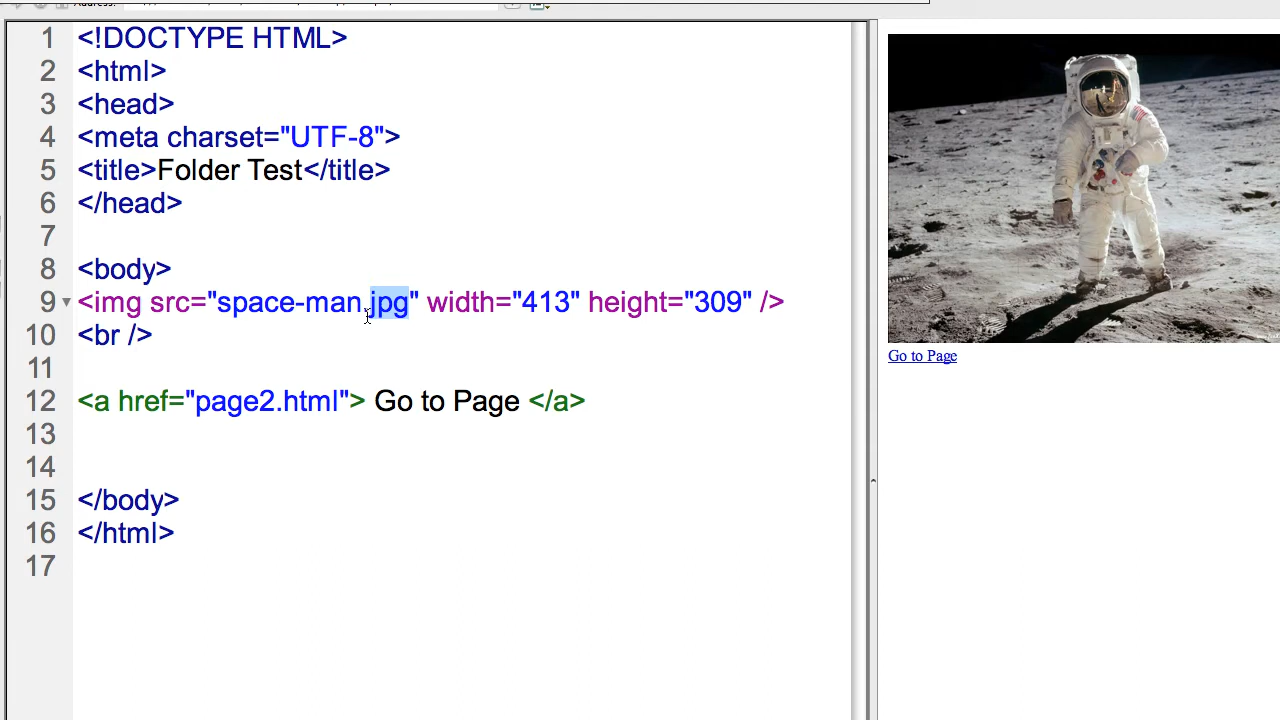 Address:
1 <!DOCTYPE HTML>
2 <html>
3 <head>
4 <meta charset="UTF-8">
5 <title>Folder Test</title>
6 </head>
7
8 <body>
9 <img src="space-man.jpg" width="413" height="309" />
10 <br />
11
12 <a href="page2.html"> Go to Page </a>
13
14
15 </body>
16 </html>
17
Go to Page